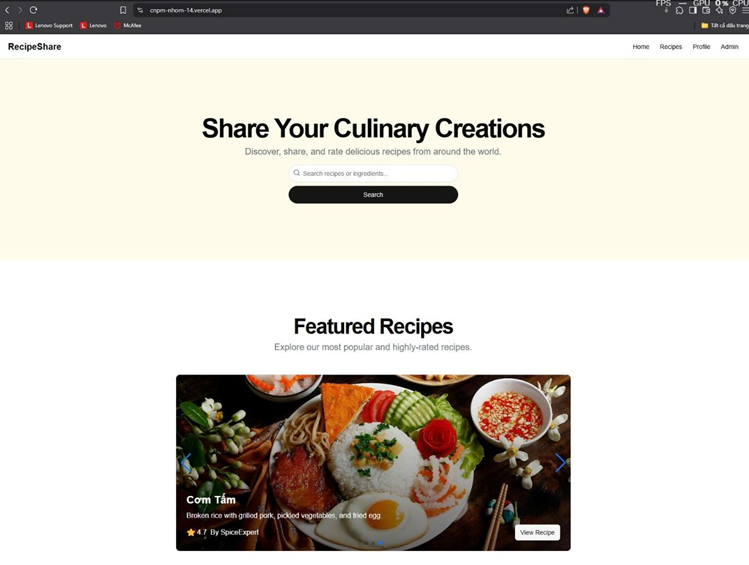 FPS — GPU 0 % CPU
cnpm-nhom-14.vercel.app
L Lenovo Support L Lenovo McAfee Tất cả dấu trang
RecipeShare Home Recipes Profile Admin
Share Your Culinary Creations
Discover, share, and rate delicious recipes from around the world.
Search recipes or ingredients...
Search
Featured Recipes
Explore our most popular and highly-rated recipes.
Cơm Tấm
Broken rice with grilled pork, pickled vegetables, and fried egg.
4.7 By SpiceExpert
View Recipe